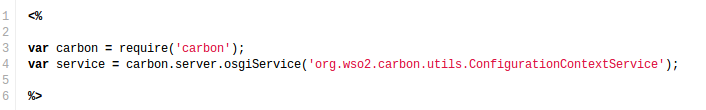 1 <%
2
3 var carbon = require('carbon');
4 var service = carbon.server.osgiService('org.wso2.carbon.utils.ConfigurationContextService');
5
6 %>